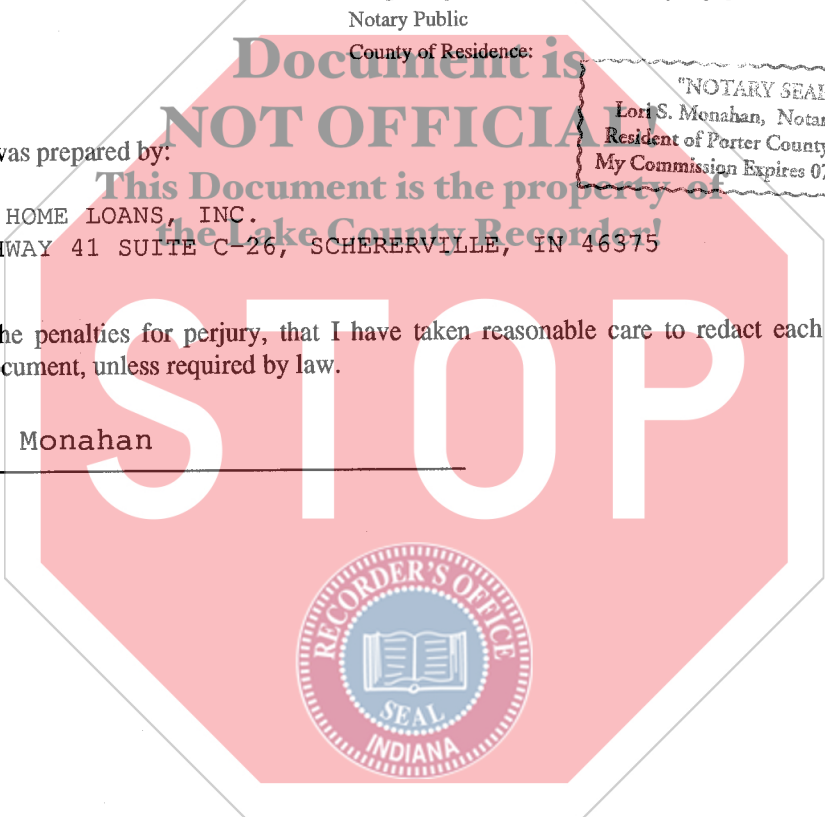 Notary Public
County of Residence:
Document is
NOT OFFICIAL
This Document is the property of
the Lake County Recorder!
"NOTARY SEAL
Lori S. Monahan, Notar
Resident of Porter County
My Commission Expires 07
was prepared by:
HOME LOANS, INC.
WAY 41 SUITE C-26, SCHERERVILLE, IN 46375
he penalties for perjury, that I have taken reasonable care to redact each
cument, unless required by law.
Monahan
STOP
RECORDER'S OFFICE
SEAL
INDIANA